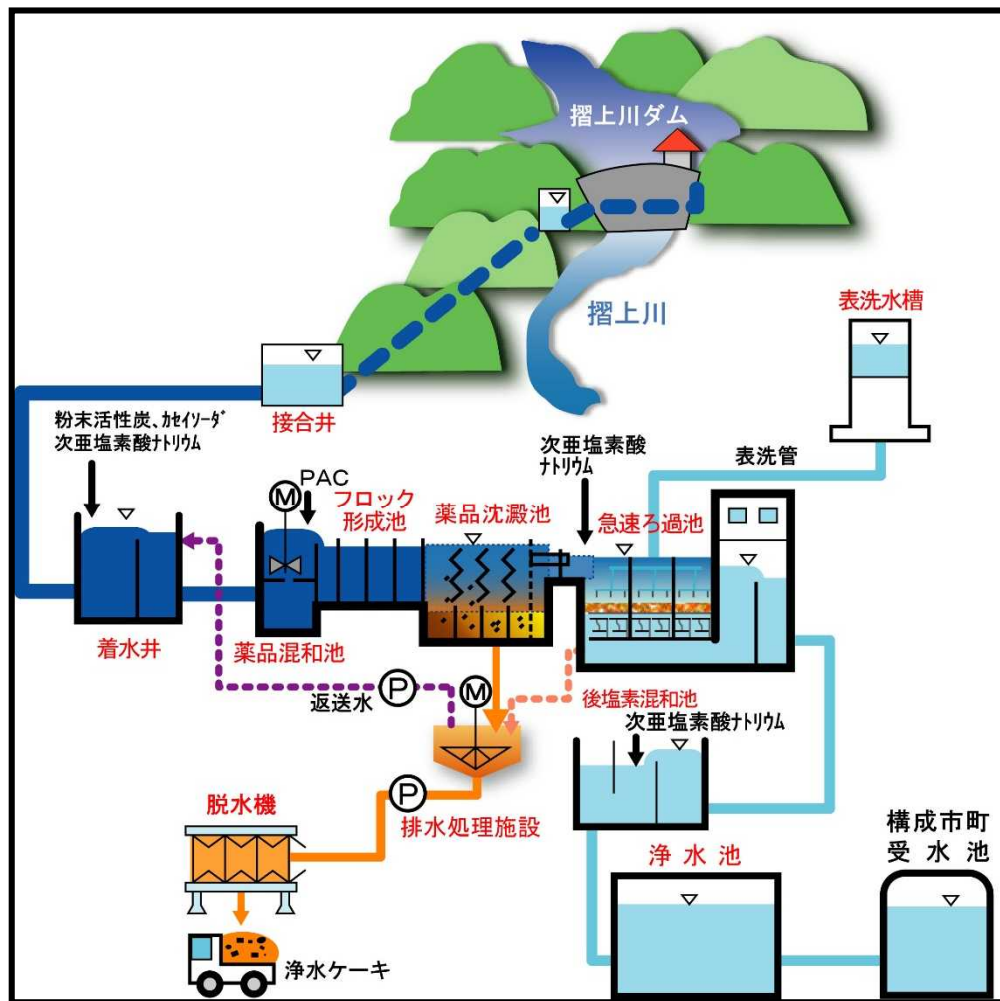 摺上川ダム
摺上川
表洗水槽
接合井
粉末活性炭、カセイソーダ
次亜塩素酸ナトリウム
次亜塩素酸
ナトリウム
表洗管
M
PAC
フロック
形成池
薬品沈澱池
急速ろ過池
着水井
薬品混和池
返送水
P
M
後塩素混和池
次亜塩素酸ナトリウム
脱水機
P
排水処理施設
浄水池
構成市町
受水池
浄水ケーキ